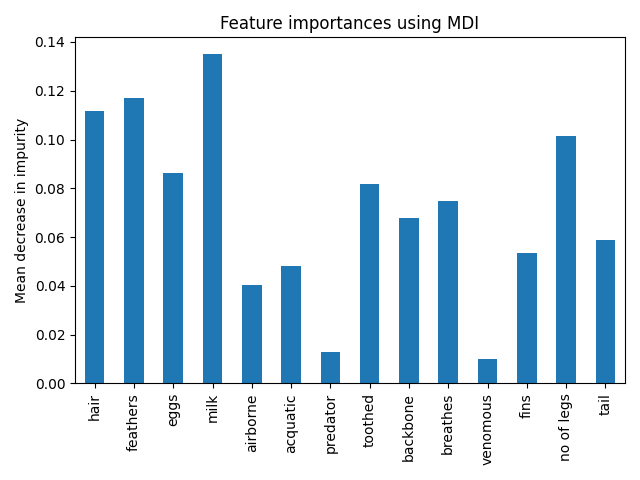 Feature importances using MDI
Mean decrease in impurity
0.14
0.12
0.10
0.08
0.06
0.04
0.02
0.00
hair
feathers
eggs
milk
airborne
acquatic
predator
toothed
backbone
breathes
venomous
fins
no of legs
tail